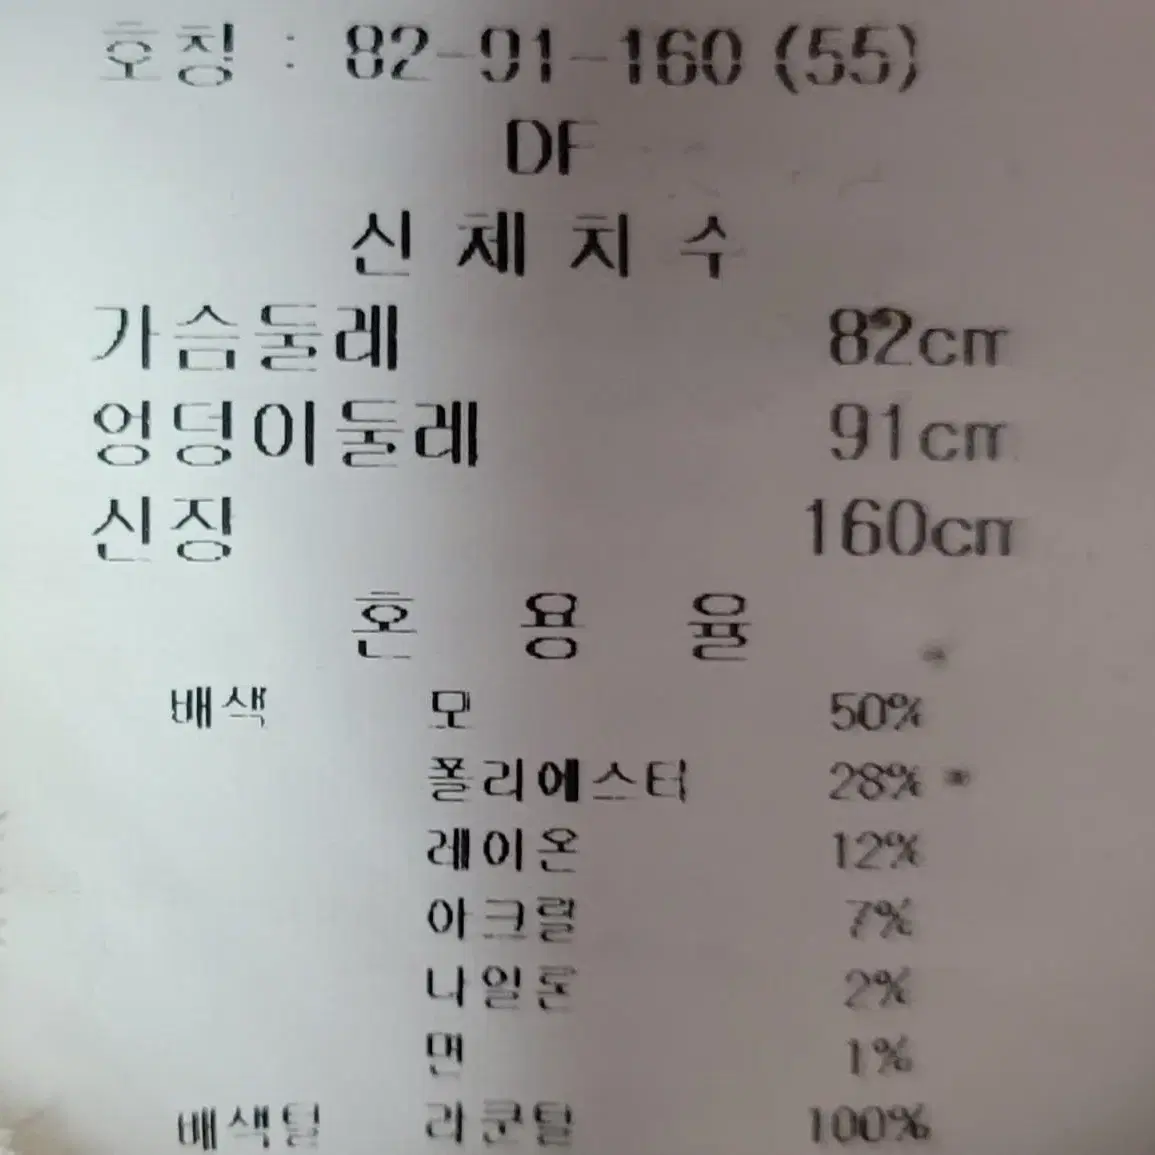 호칭 : 82-91-160 (55)
DF
신체치수
가슴둘레 82cm
엉덩이둘레 91cm
신장 160cm
혼 용 율
배색 모 50%
폴리에스터 28%
레이온 12%
아크릴 7%
나일론 2%
면 1%
배색털 라쿤털 100%